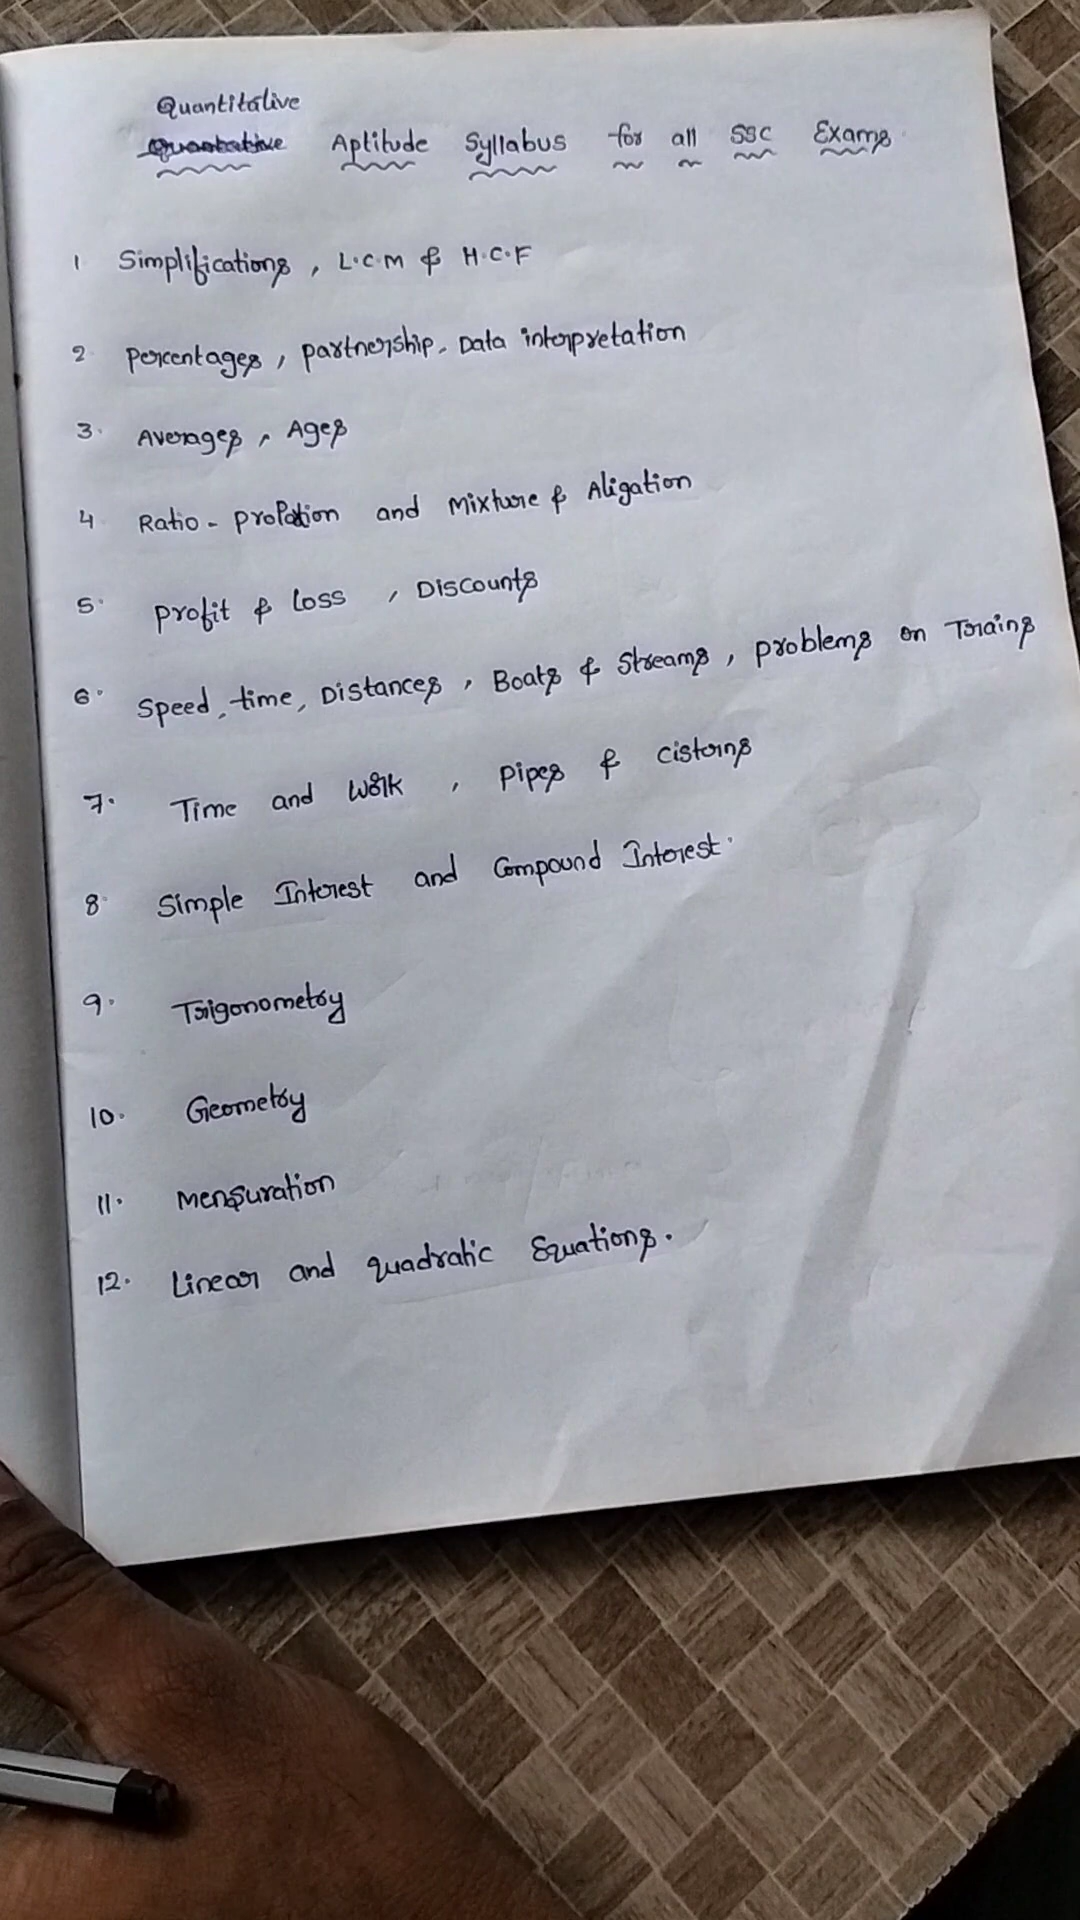 Quantitative
Quantative Aptitude Syllabus for all SSC Exams
1 Simplifications, L.C.M & H.C.F
2. Percentages, partnership, Data interpretation
3. Averages, Ages
4 Ratio - proPotion and Mixture & Aligation
5. Profit & Loss, Discounts
6. Speed, time, Distances, Boats & Streams, problems on Trains
7. Time and Work, Pipes & Cisterns
8. Simple Interest and Compound Interest.
9. Trigonometry
10. Geometry
11. Mensuration
12. Linear and quadratic Equations.